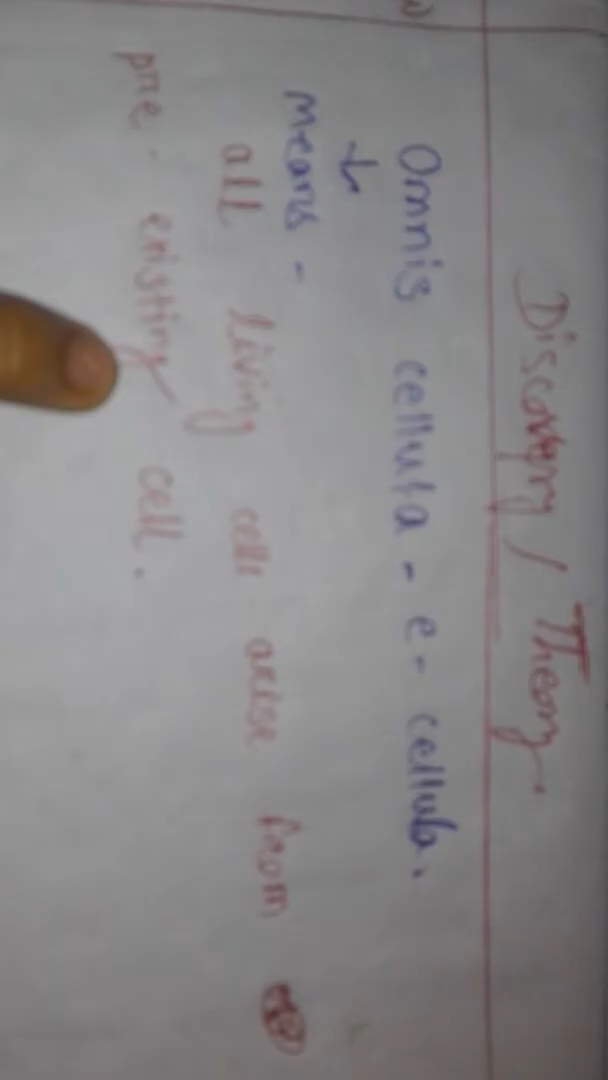 Discovery / Theory.
Omnis cellula - e - cellula.
means -
all living cells arise from
pre - existing cell.